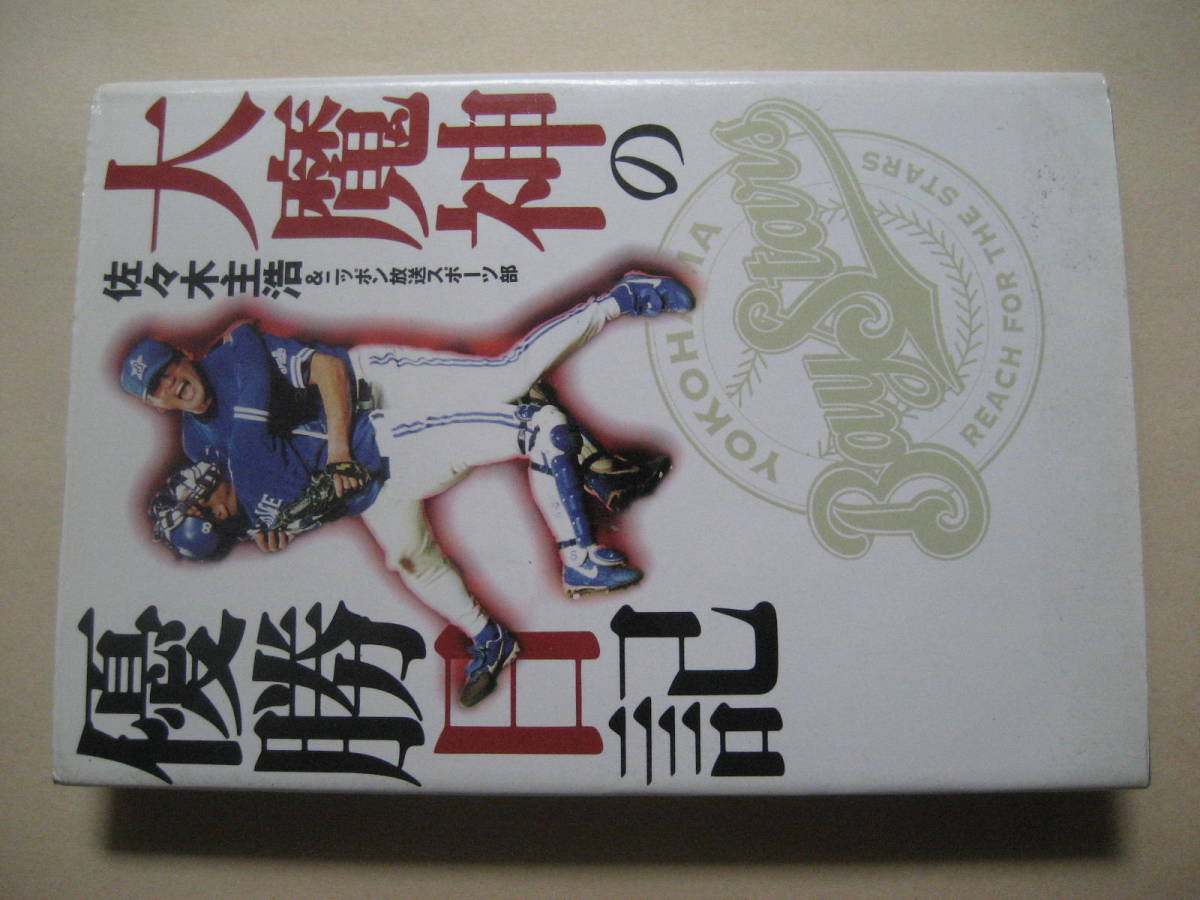 大魔神の
優勝日記
佐々木主浩&ニッポン放送スポーツ部
YOKOHAMA
BayStars
REACH FOR THE STARS
8